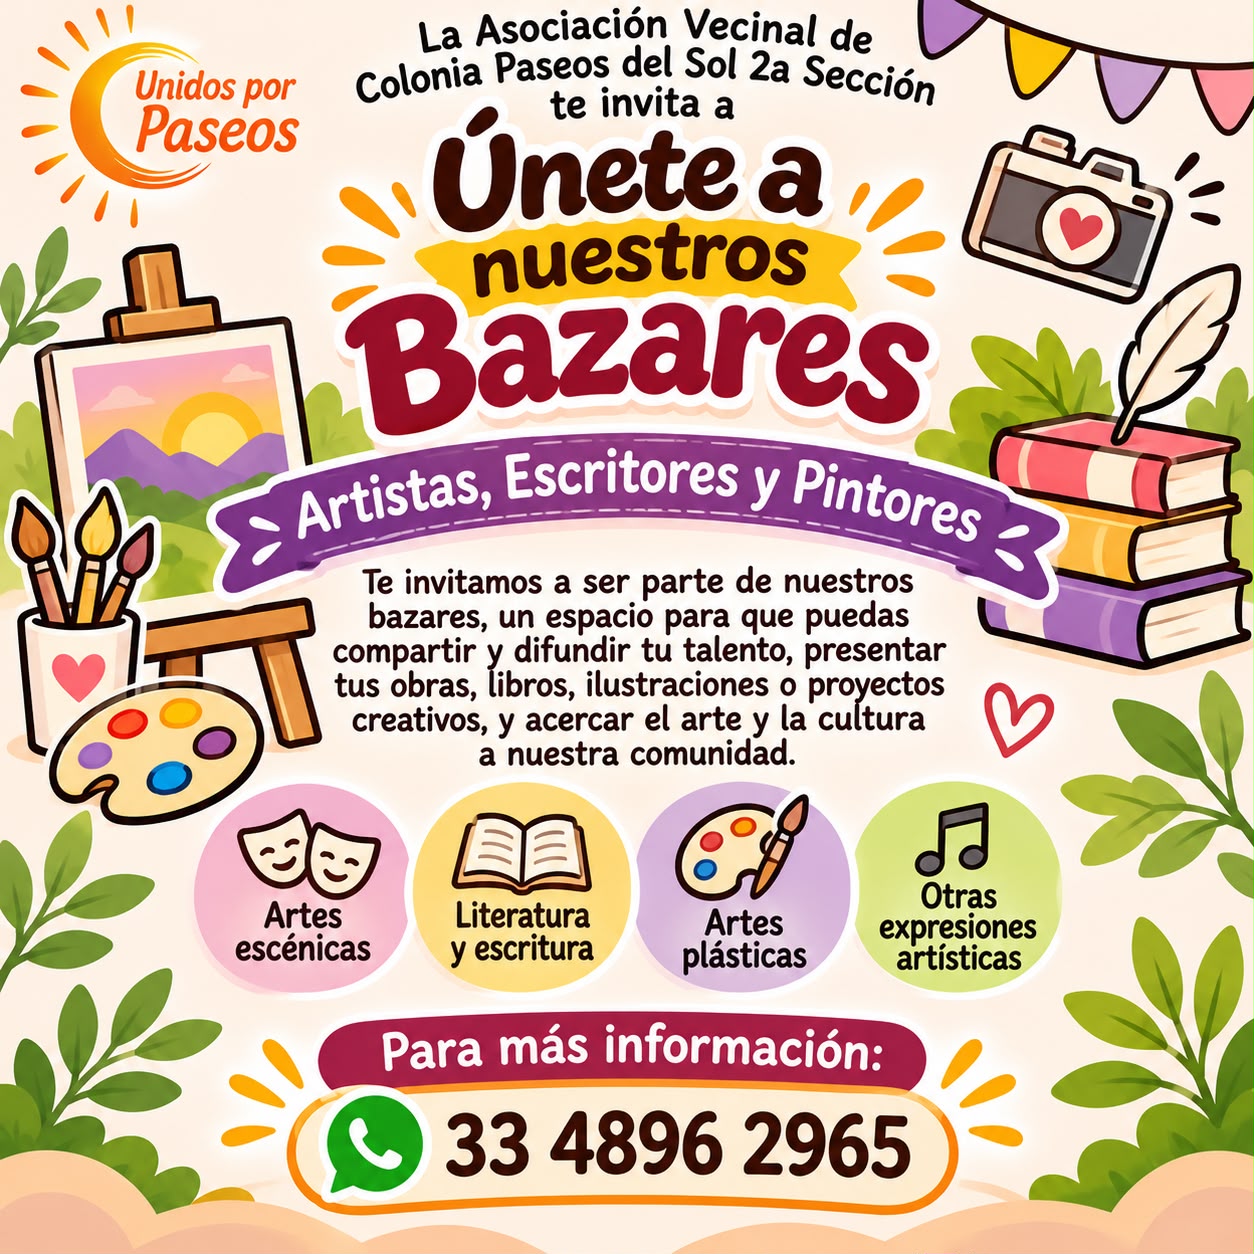 Unidos por
Paseos
La Asociación Vecinal de
Colonia Paseos del Sol 2a Sección
te invita a
Únete a
nuestros
Bazares
Artistas, Escritores y Pintores
Te invitamos a ser parte de nuestros
bazares, un espacio para que puedas
compartir y difundir tu talento, presentar
tus obras, libros, ilustraciones o proyectos
creativos, y acercar el arte y la cultura
a nuestra comunidad.
Artes
escénicas
Literatura
y escritura
Artes
plásticas
Otras
expresiones
artísticas
Para más información:
33 4896 2965